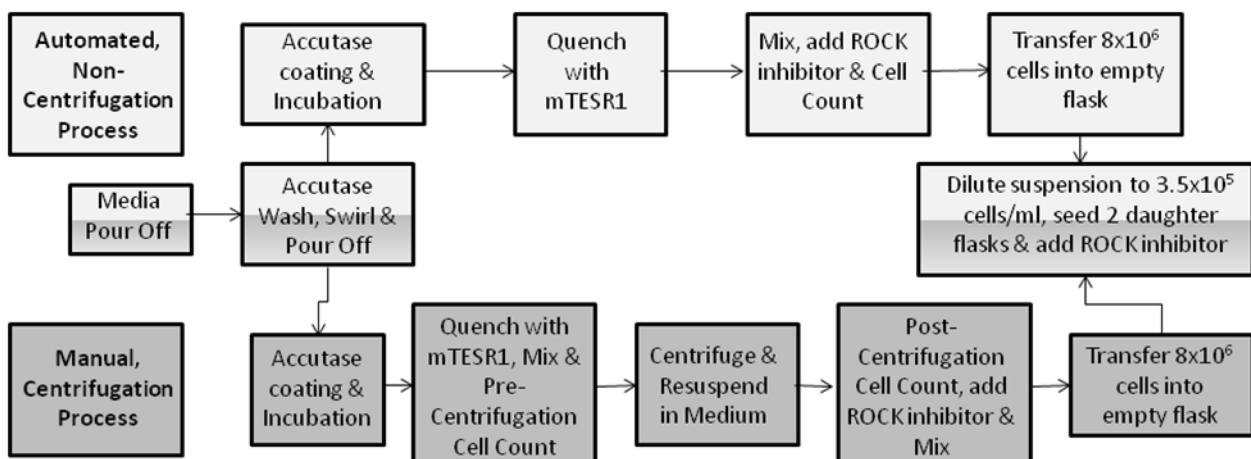 Automated,
Non-
Centrifugation
Process
Accutase
coating &
Incubation
Quench
with
mTESR1
Mix, add ROCK
inhibitor & Cell
Count
Transfer 8x10⁶
cells into empty
flask
Media
Pour Off
Accutase
Wash, Swirl &
Pour Off
Dilute suspension to 3.5x10⁵
cells/ml, seed 2 daughter
flasks & add ROCK inhibitor
Manual,
Centrifugation
Process
Accutase
coating &
Incubation
Quench with
mTESR1, Mix &
Pre-
Centrifugation
Cell Count
Centrifuge &
Resuspend
in Medium
Post-
Centrifugation
Cell Count, add
ROCK inhibitor &
Mix
Transfer 8x10⁶
cells into
empty flask